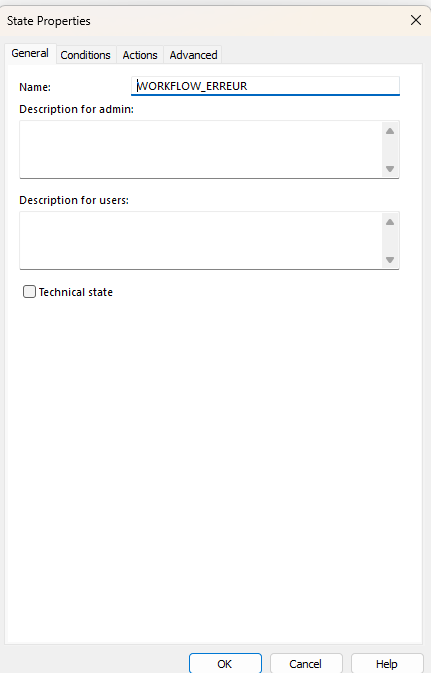 State Properties
General Conditions Actions Advanced
Name: WORKFLOW_ERREUR
Description for admin:
Description for users:
Technical state
OK Cancel Help